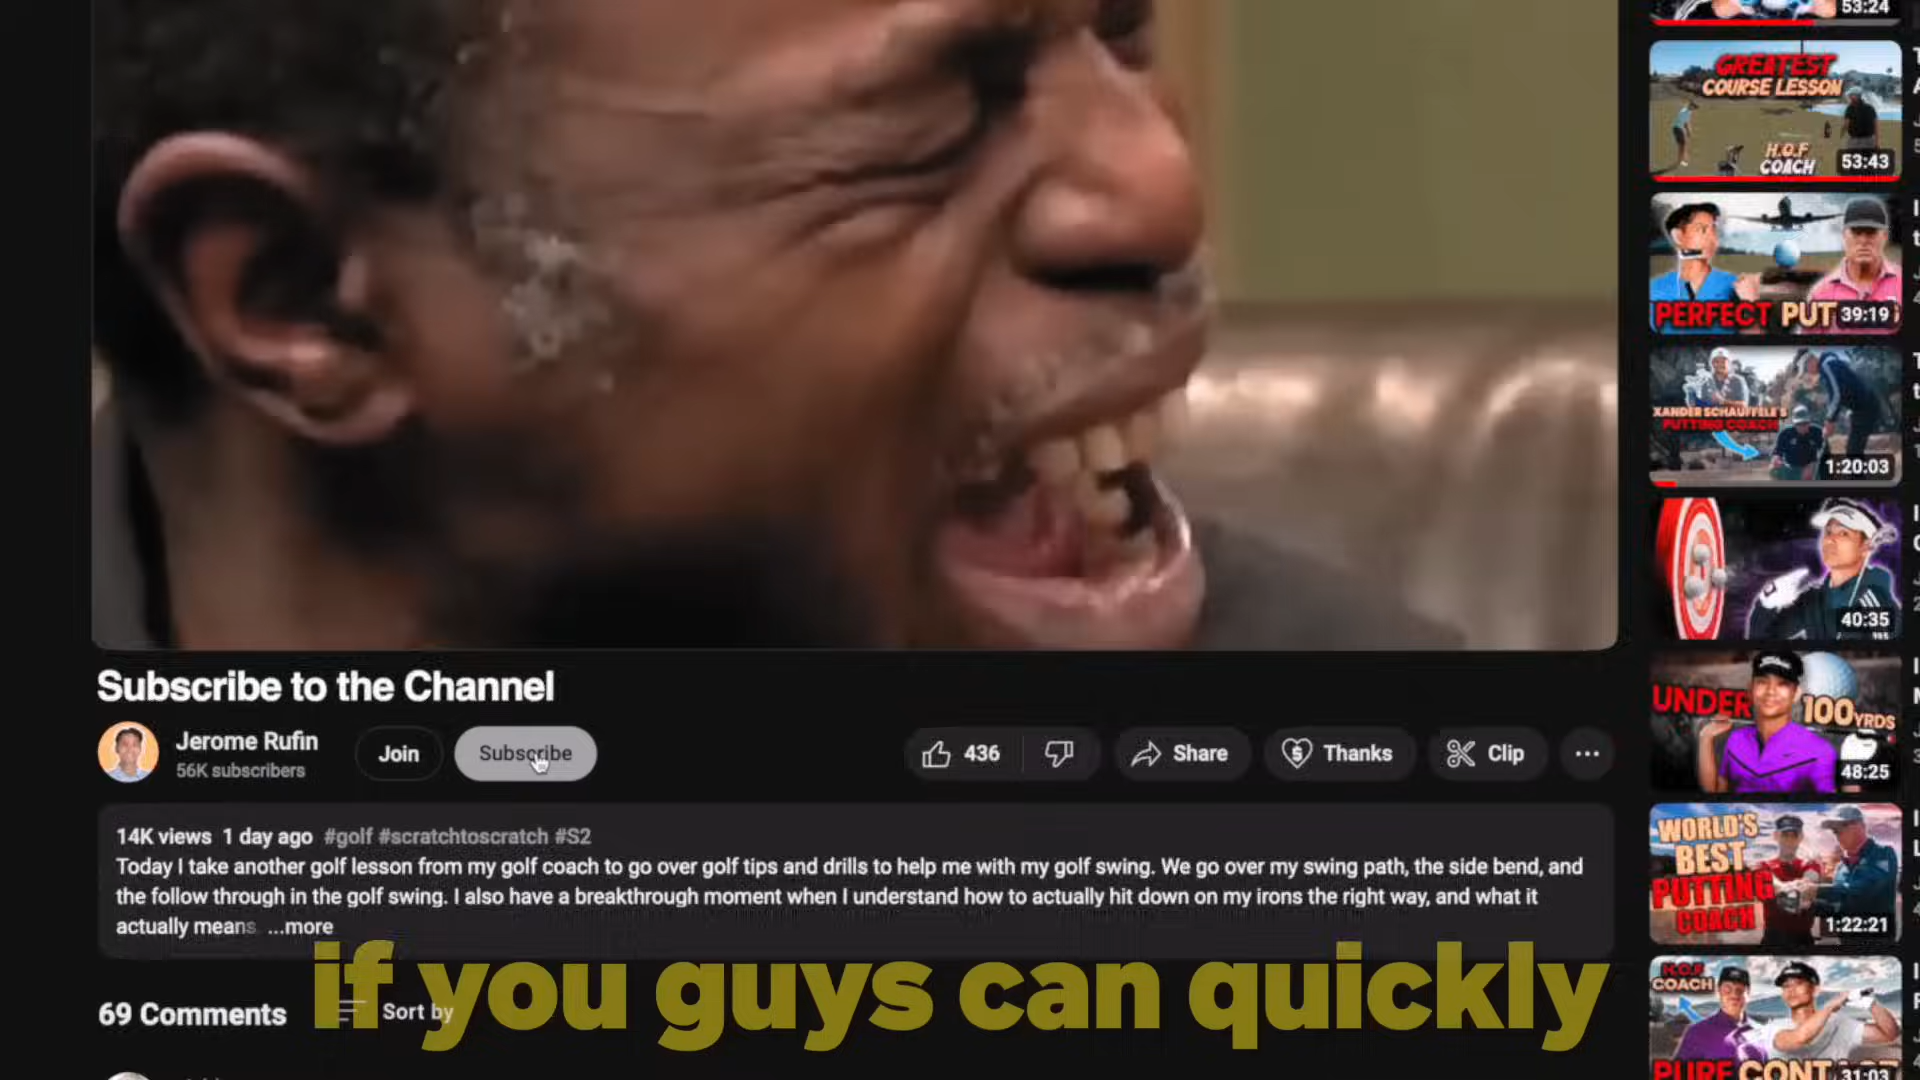 53:24
GREATEST
COURSE LESSON
H.O.F
COACH
53:43
PERFECT PUT
39:19
XANDER SCHAUFFELE'S
PUTTING COACH
1:20:03
40:35
UNDER 100YRDS
48:25
WORLD'S
BEST
PUTTING
COACH
1:22:21
H.O.F
COACH
PURE CONT
31:03
Subscribe to the Channel
Jerome Rufin
56K subscribers
Join
Subscribe
436
Share
Thanks
Clip
14K views 1 day ago #golf #scratchtoscratch #S2
Today I take another golf lesson from my golf coach to go over golf tips and drills to help me with my golf swing. We go over my swing path, the side bend, and
the follow through in the golf swing. I also have a breakthrough moment when I understand how to actually hit down on my irons the right way, and what it
actually means ...more
69 Comments
Sort by
if you guys can quickly